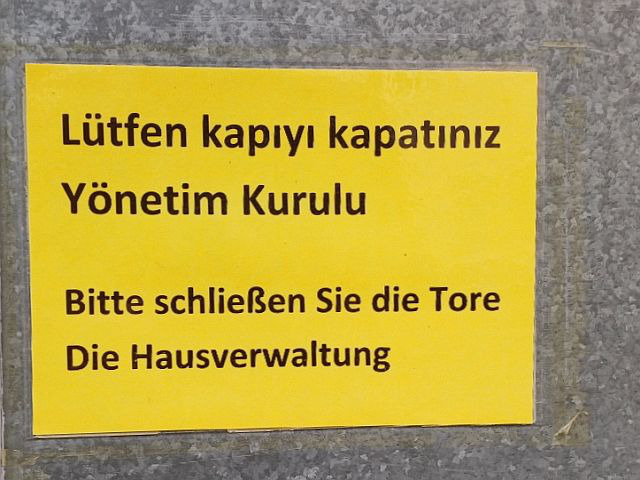 Lütfen kapıyı kapatınız
Yönetim Kurulu
Bitte schließen Sie die Tore
Die Hausverwaltung